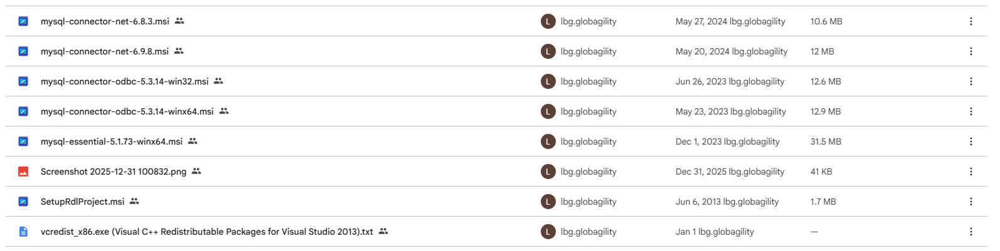 mysql-connector-net-6.8.3.msi L lbg.globagility May 27, 2024 lbg.globagility 10.6 MB
mysql-connector-net-6.9.8.msi L lbg.globagility May 20, 2024 lbg.globagility 12 MB
mysql-connector-odbc-5.3.14-win32.msi L lbg.globagility Jun 26, 2023 lbg.globagility 12.6 MB
mysql-connector-odbc-5.3.14-winx64.msi L lbg.globagility May 23, 2023 lbg.globagility 12.9 MB
mysql-essential-5.1.73-winx64.msi L lbg.globagility Dec 1, 2023 lbg.globagility 31.5 MB
Screenshot 2025-12-31 100832.png L lbg.globagility Dec 31, 2025 lbg.globagility 41 KB
SetupRdlProject.msi L lbg.globagility Jun 6, 2013 lbg.globagility 1.7 MB
vcredist_x86.exe (Visual C++ Redistributable Packages for Visual Studio 2013).txt L lbg.globagility Jan 1 lbg.globagility —